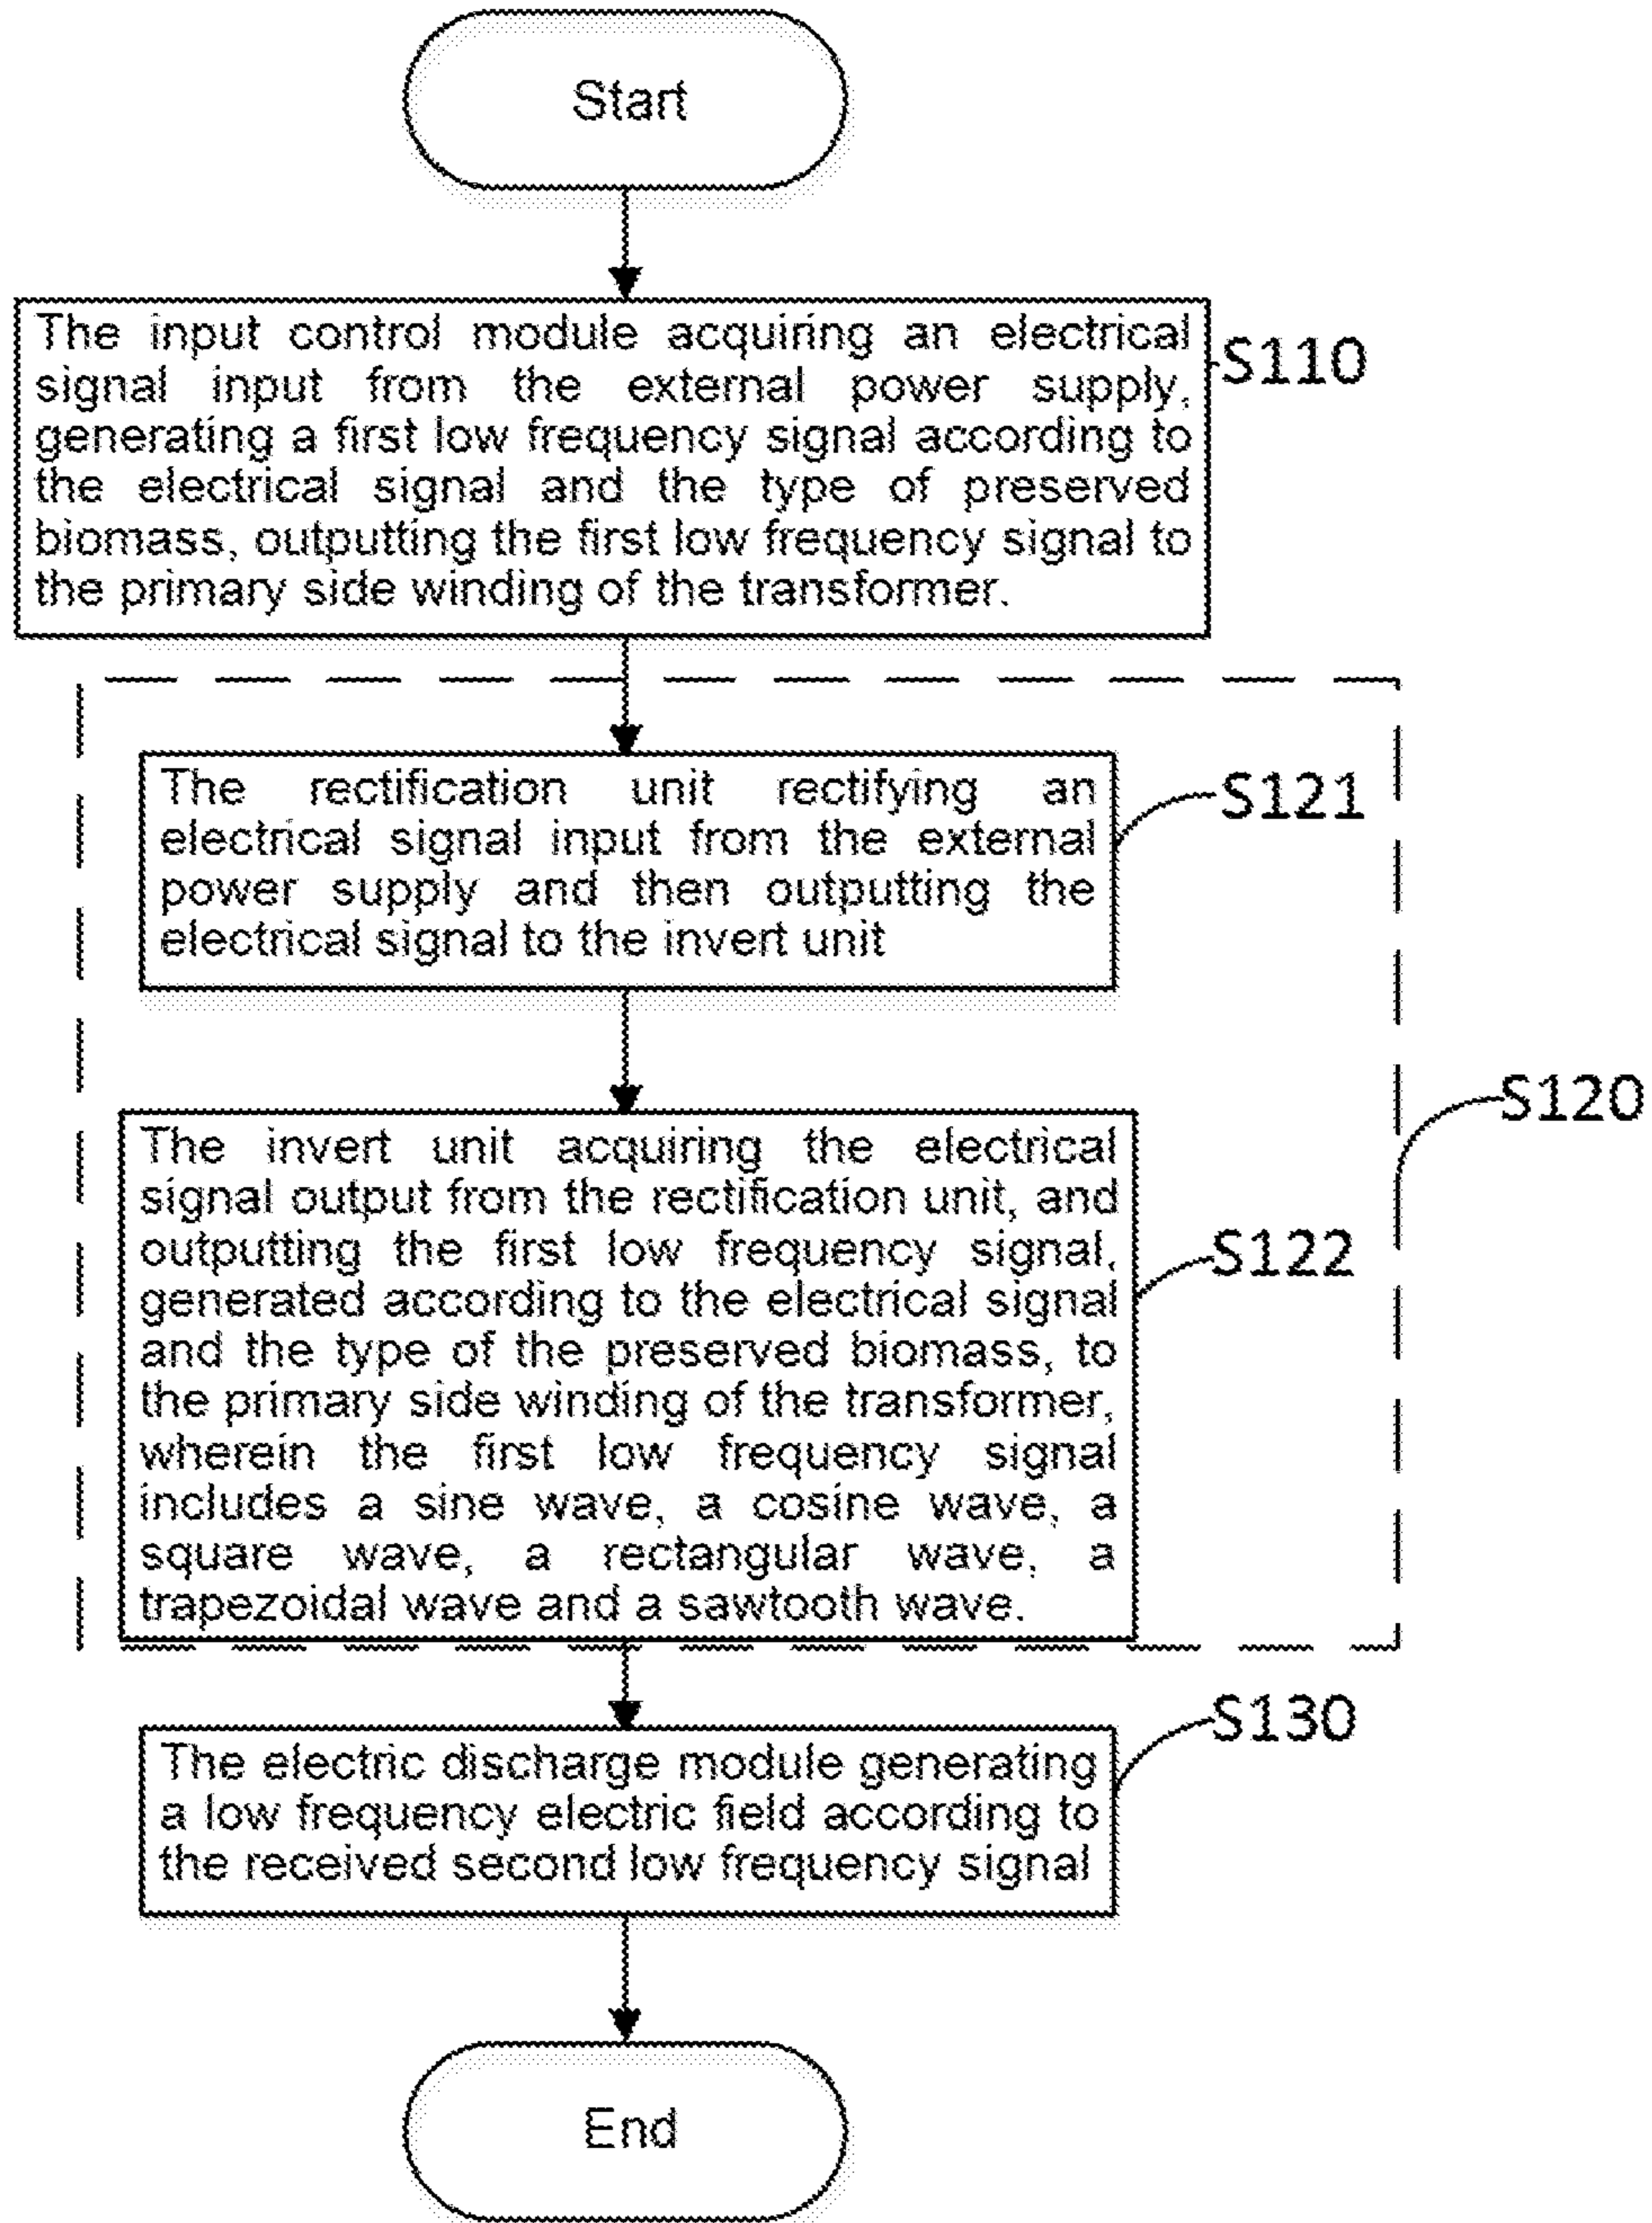 Start
The input control module acquiring an electrical
signal input from the external power supply,
generating a first low frequency signal according to
the electrical signal and the type of preserved
biomass, outputting the first low frequency signal to
the primary side winding of the transformer.
S110
The rectification unit rectifying an
electrical signal input from the external
power supply and then outputting the
electrical signal to the invert unit
S121
S120
The invert unit acquiring the electrical
signal output from the rectification unit, and
outputting the first low frequency signal,
generated according to the electrical signal
and the type of the preserved biomass, to
the primary side winding of the transformer,
wherein the first low frequency signal
includes a sine wave, a cosine wave, a
square wave, a rectangular wave, a
trapezoidal wave and a sawtooth wave.
S122
The electric discharge module generating
a low frequency electric field according to
the received second low frequency signal
S130
End